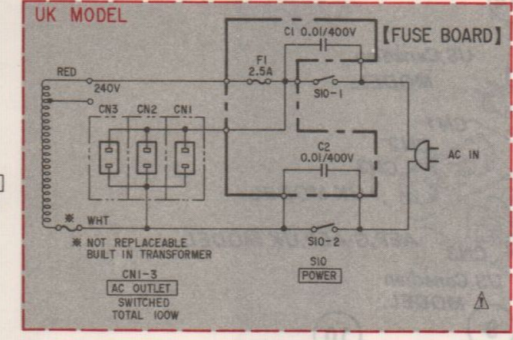 UK MODEL
C1 0.01/400V
【FUSE BOARD】
F1
2.5A
RED
240V
S10-1
CN3 CN2 CN1
C2
0.01/400V
AC IN
※ WHT
※ NOT REPLACEABLE
BUILT IN TRANSFORMER
S10-2
CN1-3
AC OUTLET
SWITCHED
TOTAL 100W
S10
POWER